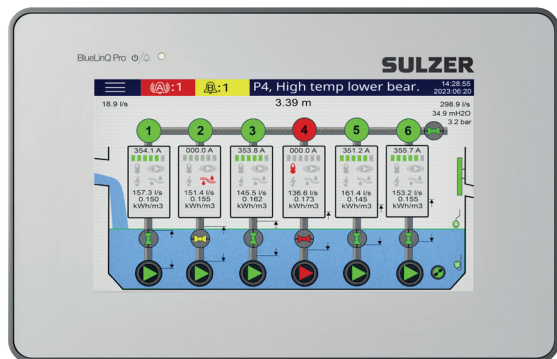 BlueLinQ Pro
SULZER
(A):1 B:1 P4, High temp lower bear. 14:28:55
2023:06:20
18.9 l/s 3.39 m 298.9 l/s
34.9 mH2O
3.2 bar
1 2 3 4 5 6
354.1 A 000.0 A 353.8 A 000.0 A 351.2 A 355.7 A
157.3 l/s 151.4 l/s 145.5 l/s 136.6 l/s 161.4 l/s 153.2 l/s
0.150 0.155 0.162 0.173 0.145 0.155
kWh/m3 kWh/m3 kWh/m3 kWh/m3 kWh/m3 kWh/m3